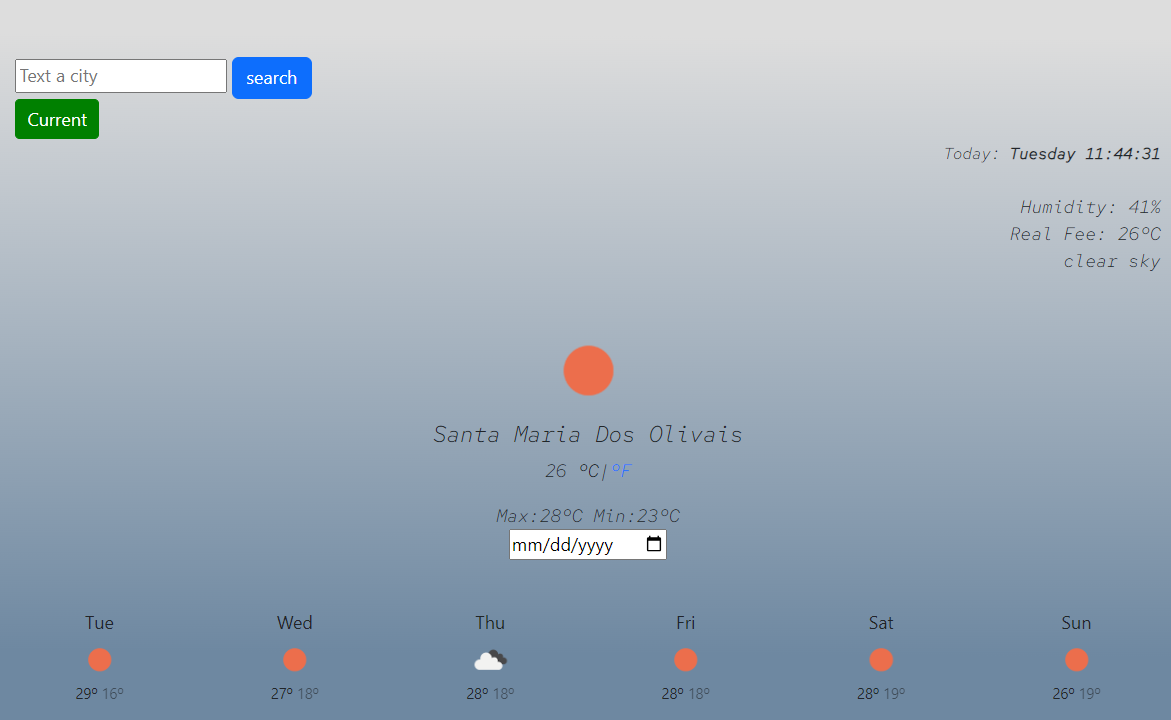 Text a city search
Current
Today: Tuesday 11:44:31
Humidity: 41%
Real Fee: 26ºC
clear sky
Santa Maria Dos Olivais
26 ºC|ºF
Max:28ºC Min:23ºC
mm/dd/yyyy
Tue Wed Thu Fri Sat Sun
29º 16º 27º 18º 28º 18º 28º 18º 28º 19º 26º 19º